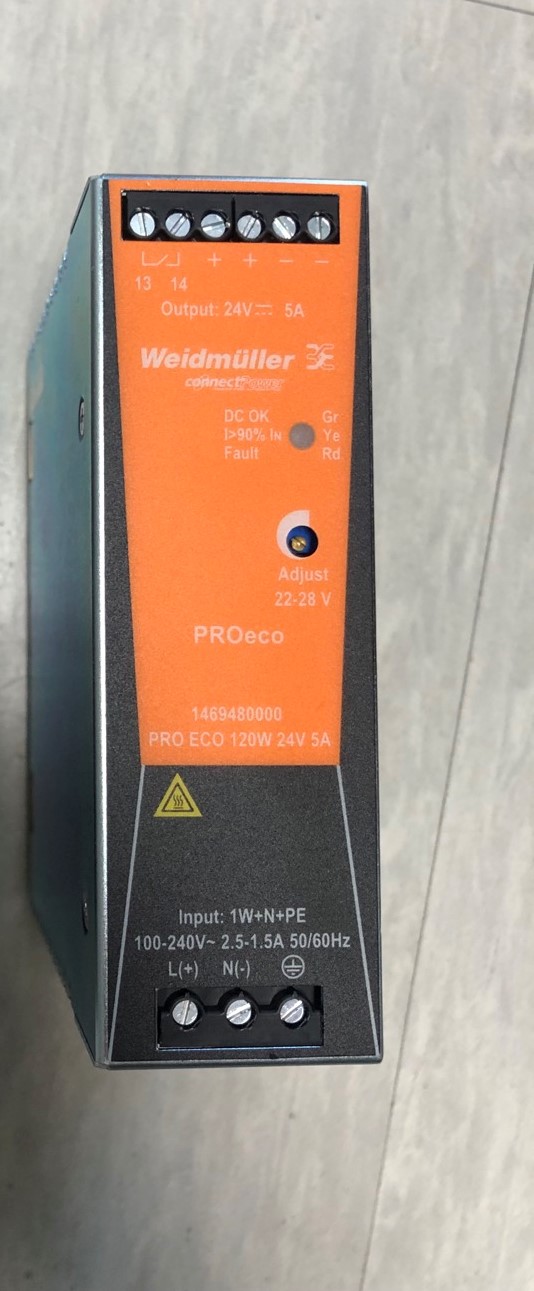 + + − −
13 14
Output: 24V⎓ 5A
Weidmüller
connectPower
DC OK Gr
I>90% IN Ye
Fault Rd
Adjust
22-28 V
PROeco
1469480000
PRO ECO 120W 24V 5A
Input: 1W+N+PE
100-240V~ 2.5-1.5A 50/60Hz
L(+) N(-)